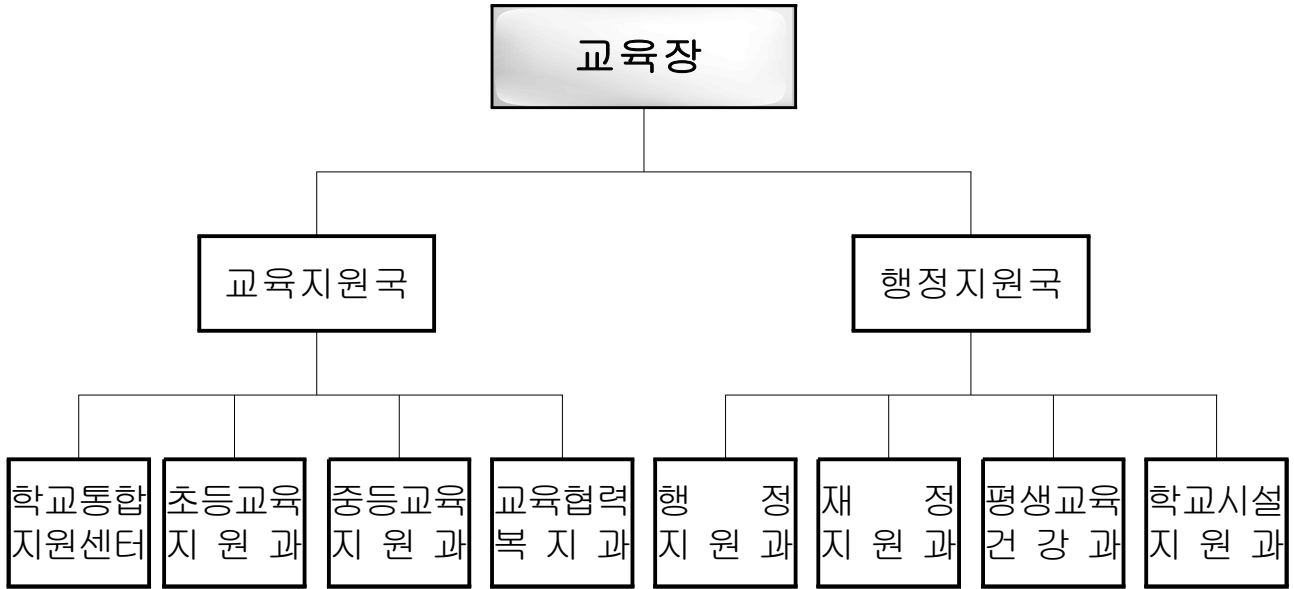 교육장
교육지원국
행정지원국
학교통합
지원센터
초등교육
지 원 과
중등교육
지 원 과
교육협력
복 지 과
행 정
지 원 과
재 정
지 원 과
평생교육
건 강 과
학교시설
지 원 과